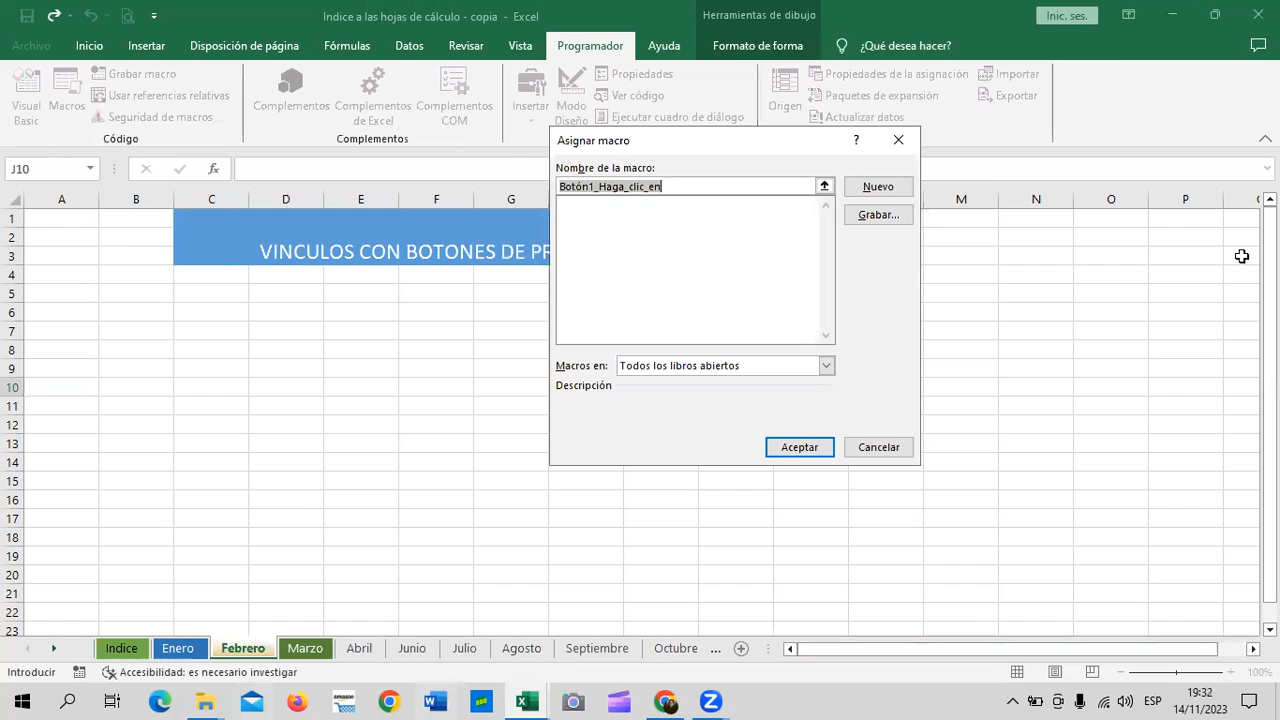 Indice a las hojas de cálculo - copia - Excel
Herramientas de dibujo
Inic. ses.
Archivo Inicio Insertar Disposición de página Fórmulas Datos Revisar Vista Programador Ayuda Formato de forma ¿Qué desea hacer?
Visual Basic
Macros
Grabar macro
Usar referencias relativas
Seguridad de macros
Código
Complementos
Complementos de Excel
Complementos COM
Complementos
Insertar
Modo Diseño
Propiedades
Ver código
Ejecutar cuadro de diálogo
Origen
Propiedades de la asignació
Paquetes de expansión
Actualizar datos
Importar
Exportar
J10
fx
Asignar macro
? 
Nombre de la macro:
Botón1_Haga_clic_en
Nuevo
Grabar...
Macros en: Todos los libros abiertos
Descripción
Aceptar Cancelar
A B C D E F G M N O P
1
2
3
VINCULOS CON BOTONES DE PR
4
5
6
7
8
9
10
11
12
13
14
15
16
17
18
19
20
21
22
23
Indice Enero Febrero Marzo Abril Junio Julio Agosto Septiembre Octubre ...
Introducir
Accesibilidad: es necesario investigar
100%
amazon
W
X
Z
ESP
19:32
14/11/2023